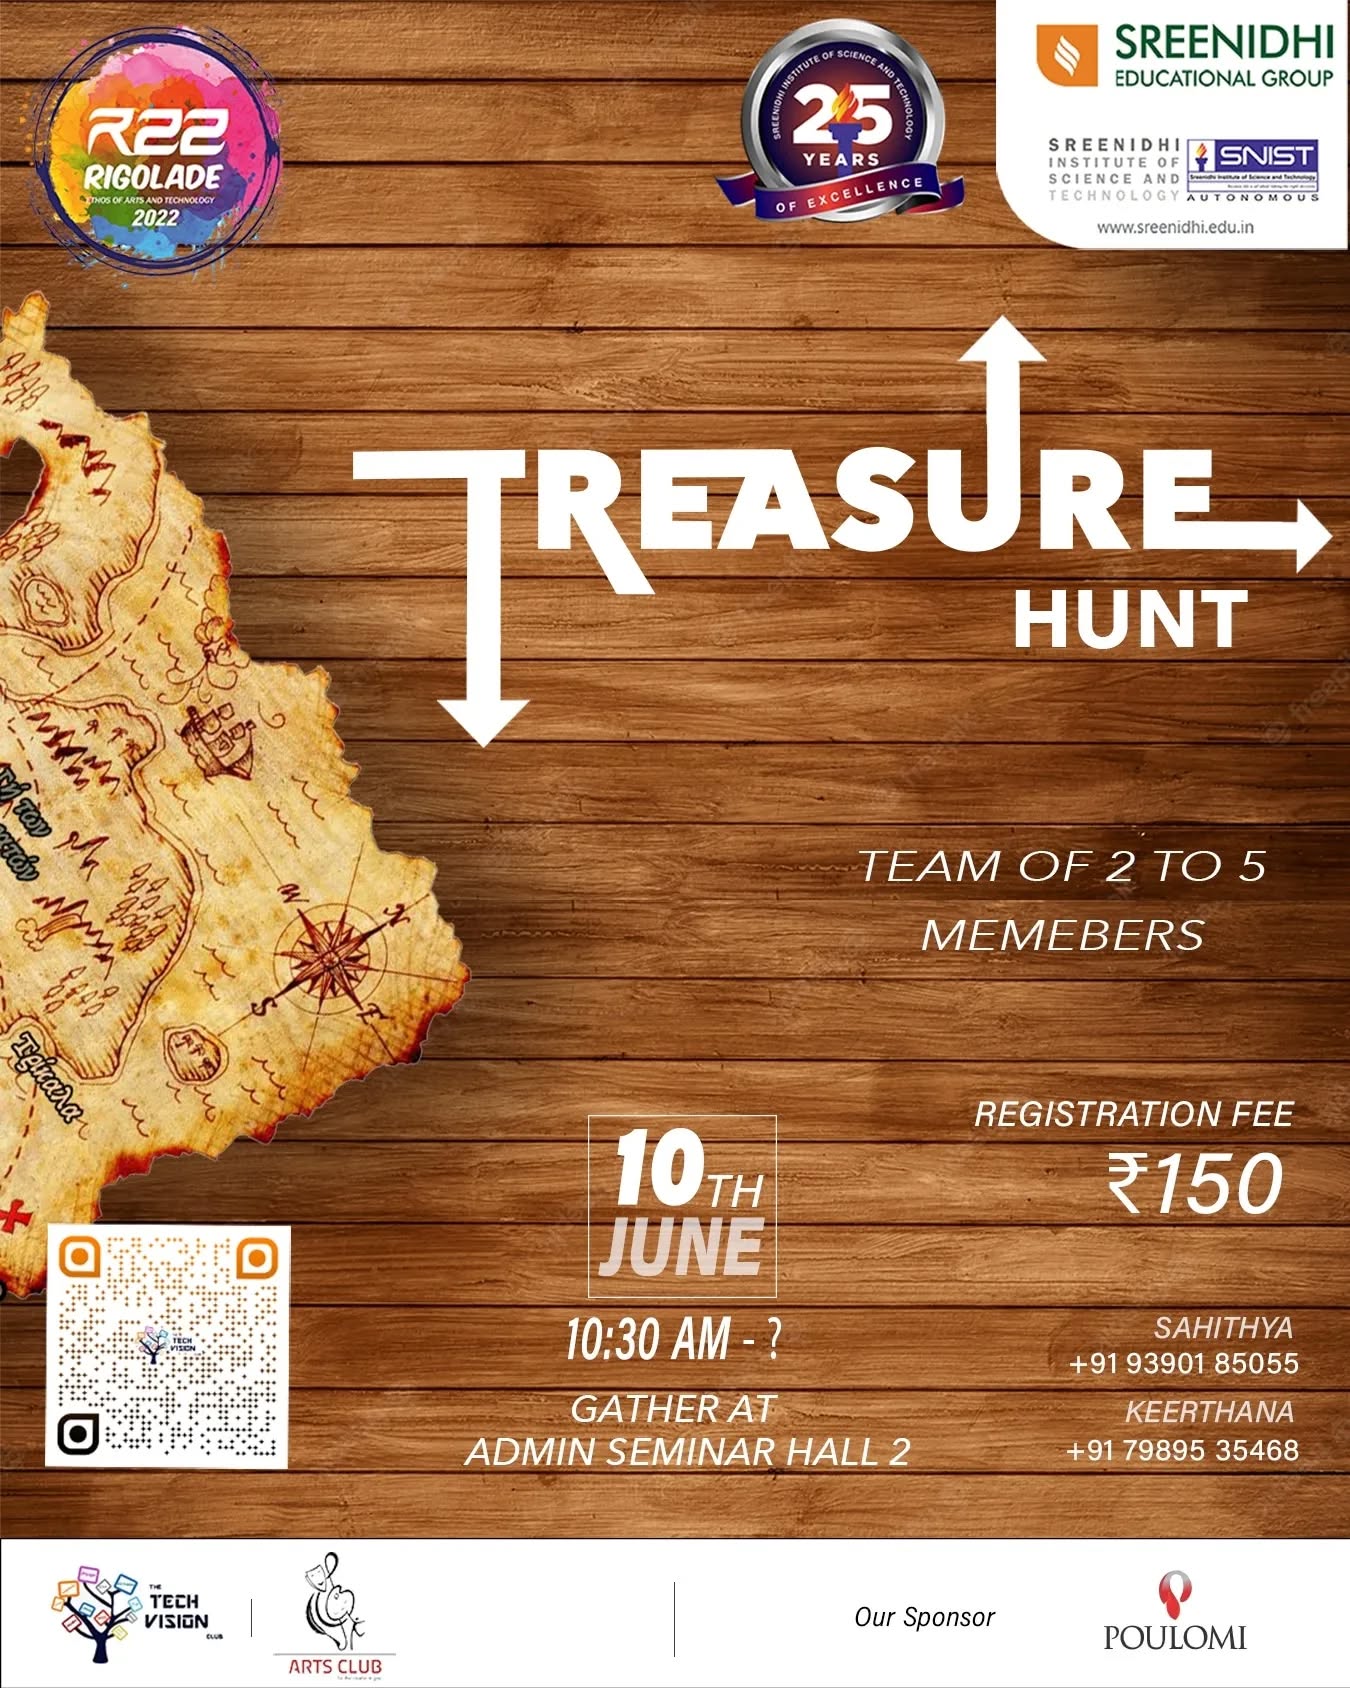 R22
RIGOLADE
ETHOS OF ARTS AND TECHNOLOGY
2022
SREENIDHI INSTITUTE OF SCIENCE AND TECHNOLOGY
25
YEARS
OF EXCELLENCE
SREENIDHI
EDUCATIONAL GROUP
SREENIDHI
INSTITUTE OF
SCIENCE AND
TECHNOLOGY
SNIST
Sreenidhi Institute of Science and Technology
AUTONOMOUS
www.sreenidhi.edu.in
TREASURE
HUNT
N
S
E
Τζάκαλα
TEAM OF 2 TO 5
MEMEBERS
REGISTRATION FEE
₹150
10TH
JUNE
10:30 AM - ?
GATHER AT
ADMIN SEMINAR HALL 2
SAHITHYA
+91 93901 85055
KEERTHANA
+91 79895 35468
TECH
VISION
THE
TECH
VISION
CLUB
ARTS CLUB
Our Sponsor
POULOMI